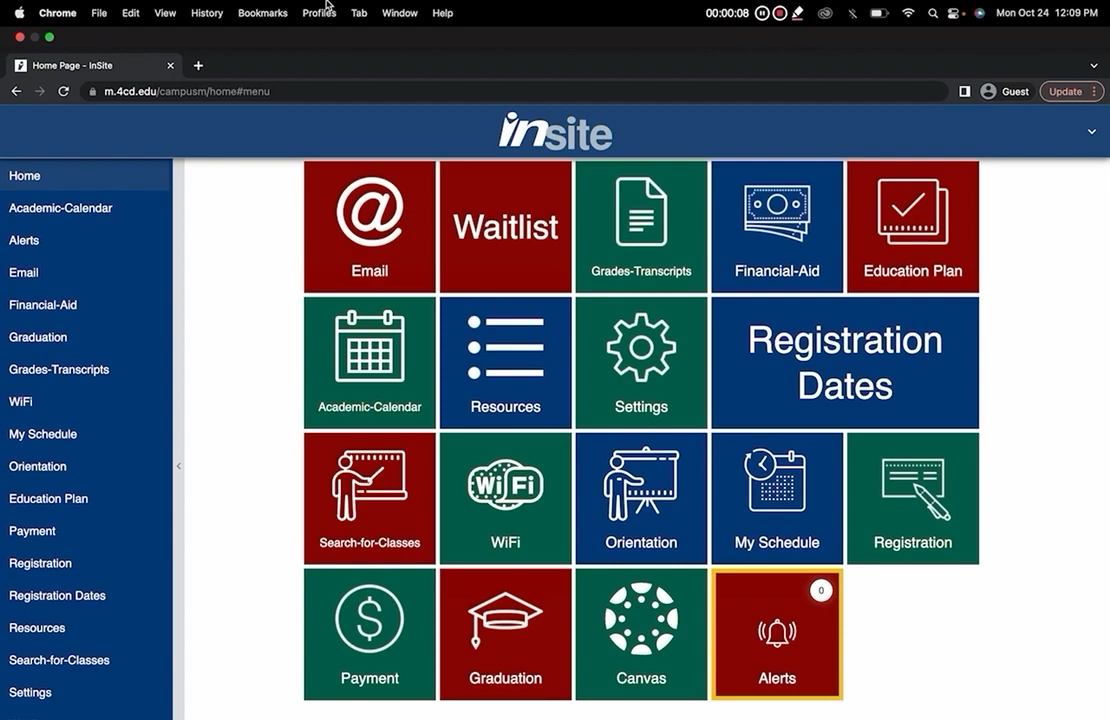 Chrome File Edit View History Bookmarks Profiles Tab Window Help 00:00:08 Mon Oct 24 12:09 PM
Home Page - InSite
m.4cd.edu/campusm/home#menu Guest Update
insite
Home
Academic-Calendar
Alerts
Email
Financial-Aid
Graduation
Grades-Transcripts
WiFi
My Schedule
Orientation
Education Plan
Payment
Registration
Registration Dates
Resources
Search-for-Classes
Settings
@
Email
Waitlist
Grades-Transcripts
Financial-Aid
Education Plan
Academic-Calendar
Resources
Settings
Registration
Dates
Search-for-Classes
WiFi
WiFi
Orientation
My Schedule
Registration
$
Payment
Graduation
Canvas
0
Alerts